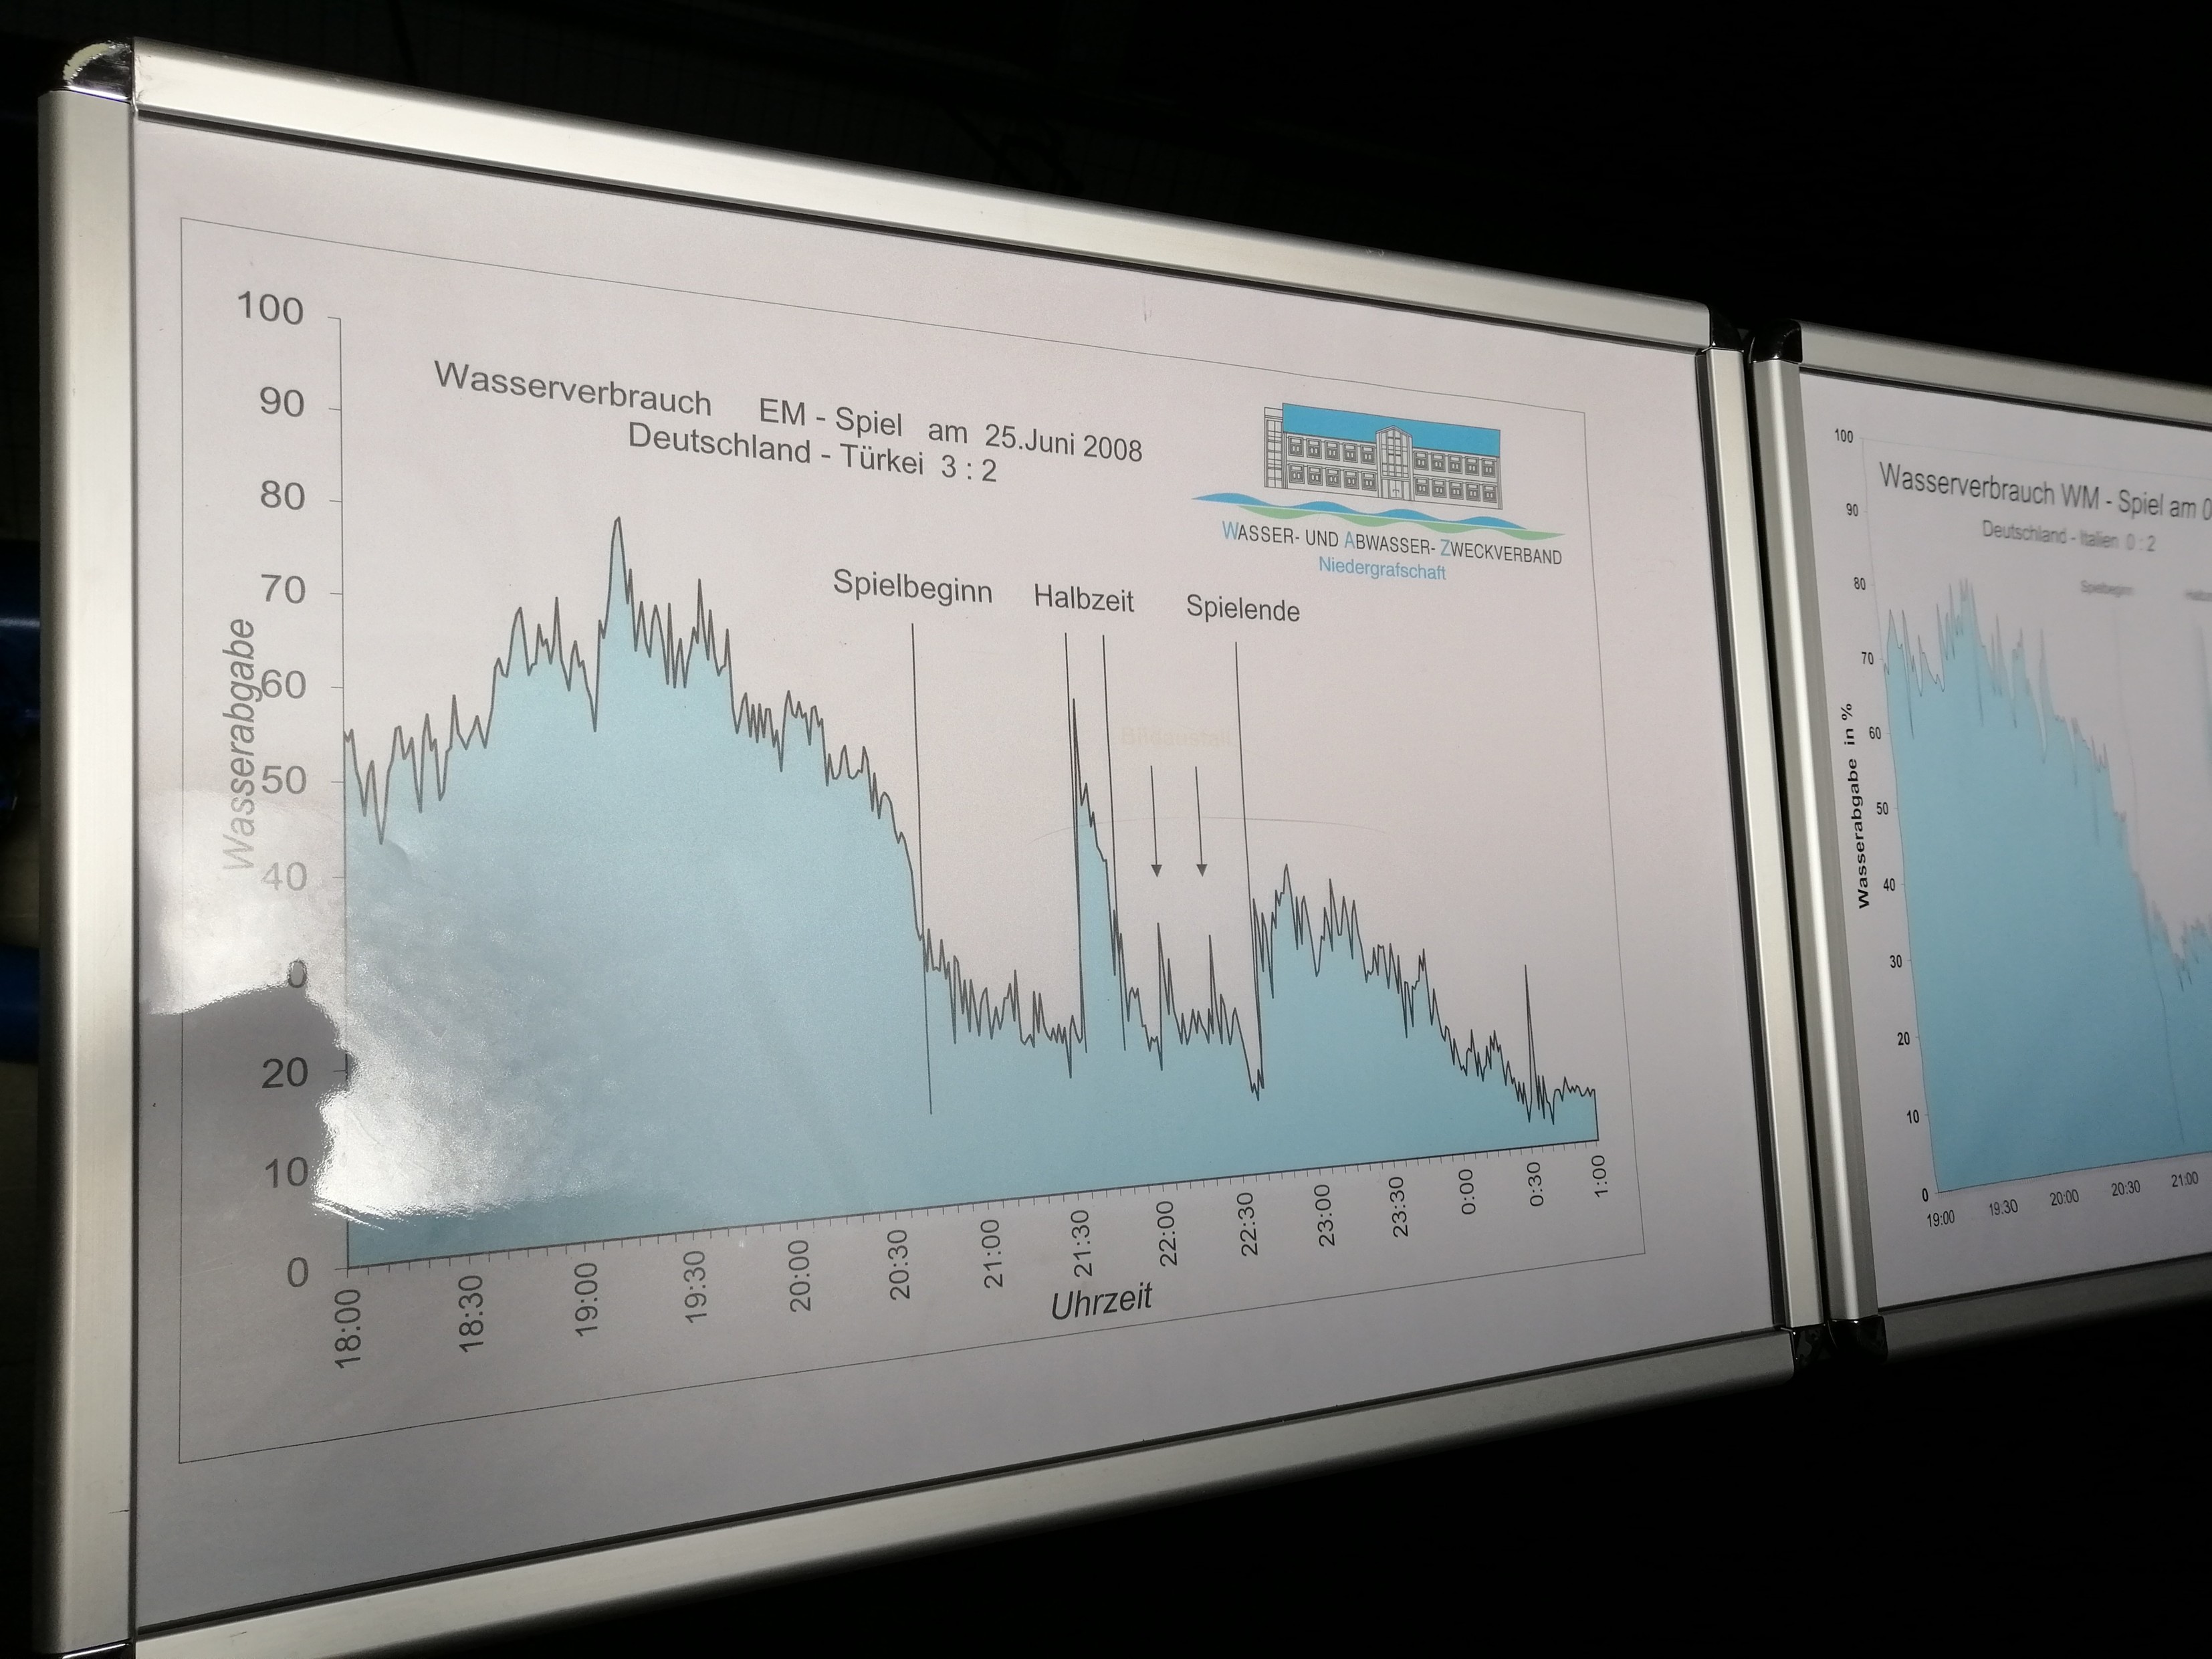 Wasserverbrauch EM - Spiel am 25.Juni 2008
Deutschland - Türkei 3 : 2
WASSER- UND ABWASSER- ZWECKVERBAND
Niedergrafschaft
Spielbeginn Halbzeit Spielende
Bildausfall
Wasserabgabe
100
90
80
70
60
50
40
0
20
10
0
18:00 18:30 19:00 19:30 20:00 20:30 21:00 21:30 22:00 22:30 23:00 23:30 0:00 0:30 1:00
Uhrzeit
Wasserverbrauch WM - Spiel am 0
Deutschland - Italien 0 : 2
Spielbeginn
Wasserabgabe in %
100
90
80
70
60
50
40
30
20
10
0
19:00 19:30 20:00 20:30 21:00